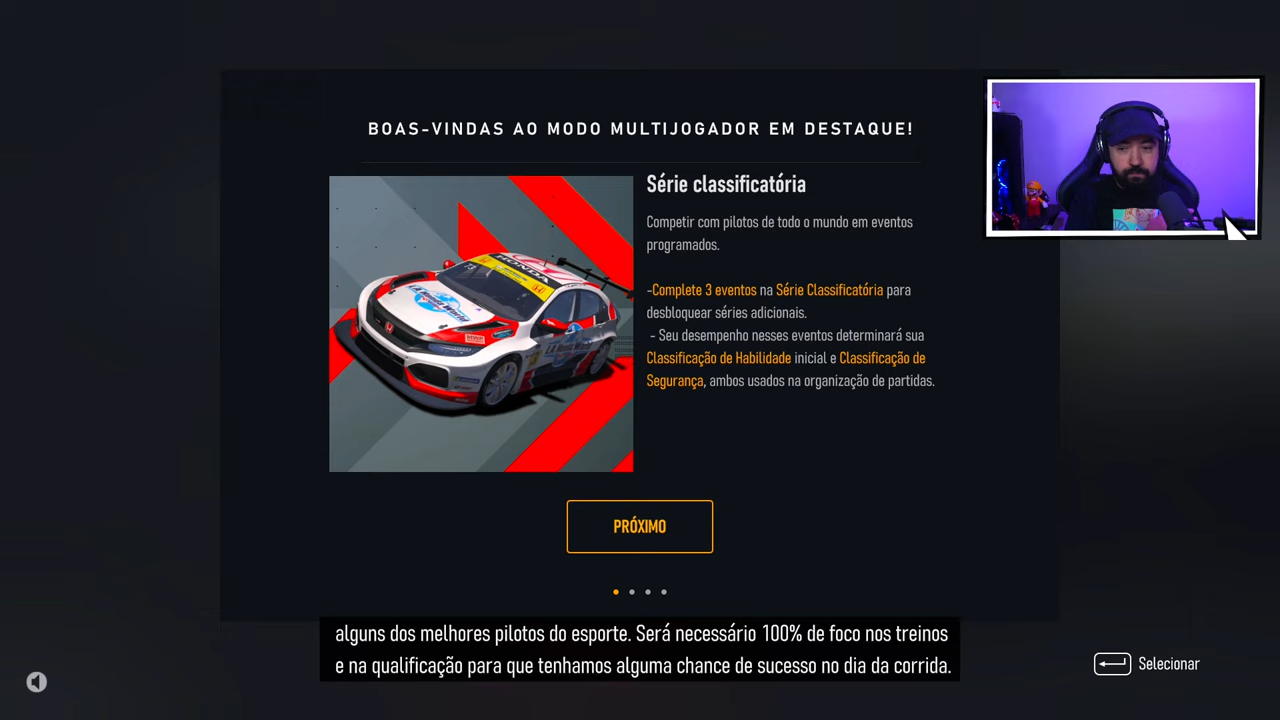 BOAS-VINDAS AO MODO MULTIJOGADOR EM DESTAQUE!
Série classificatória
Competir com pilotos de todo o mundo em eventos
programados.
-Complete 3 eventos na Série Classificatória para
desbloquear séries adicionais.
- Seu desempenho nesses eventos determinará sua
Classificação de Habilidade inicial e Classificação de
Segurança, ambos usados na organização de partidas.
HONDA
73
PRÓXIMO
alguns dos melhores pilotos do esporte. Será necessário 100% de foco nos treinos
e na qualificação para que tenhamos alguma chance de sucesso no dia da corrida.
Selecionar